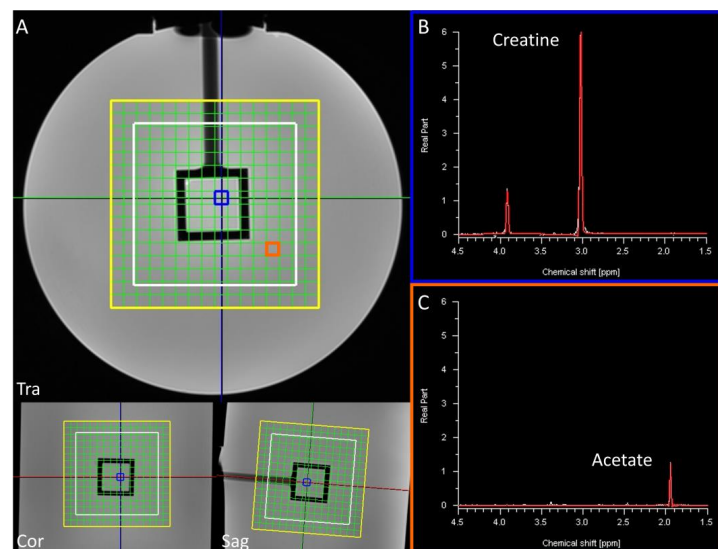 A
Tra
Cor
Sag
B
Creatine
6
5
4
3
2
1
0
Real Part
4.5
4.0
3.5
3.0
2.5
2.0
1.5
Chemical shift [ppm]
C
Acetate
6
5
4
3
2
1
0
Real Part
4.5
4.0
3.5
3.0
2.5
2.0
1.5
Chemical shift [ppm]